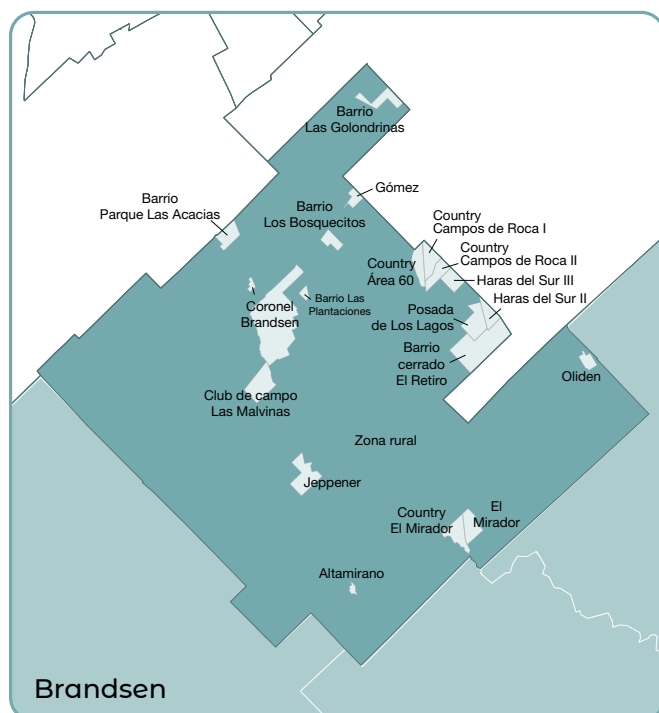 Barrio
Las Golondrinas
Gómez
Barrio
Parque Las Acacias
Barrio
Los Bosquecitos
Country
Campos de Roca I
Country
Campos de Roca II
Country
Área 60
Haras del Sur III
Haras del Sur II
Coronel
Brandsen
Barrio Las
Plantaciones
Posada
de Los Lagos
Barrio
cerrado
El Retiro
Oliden
Club de campo
Las Malvinas
Zona rural
Jeppener
Country
El Mirador
El
Mirador
Altamirano
Brandsen